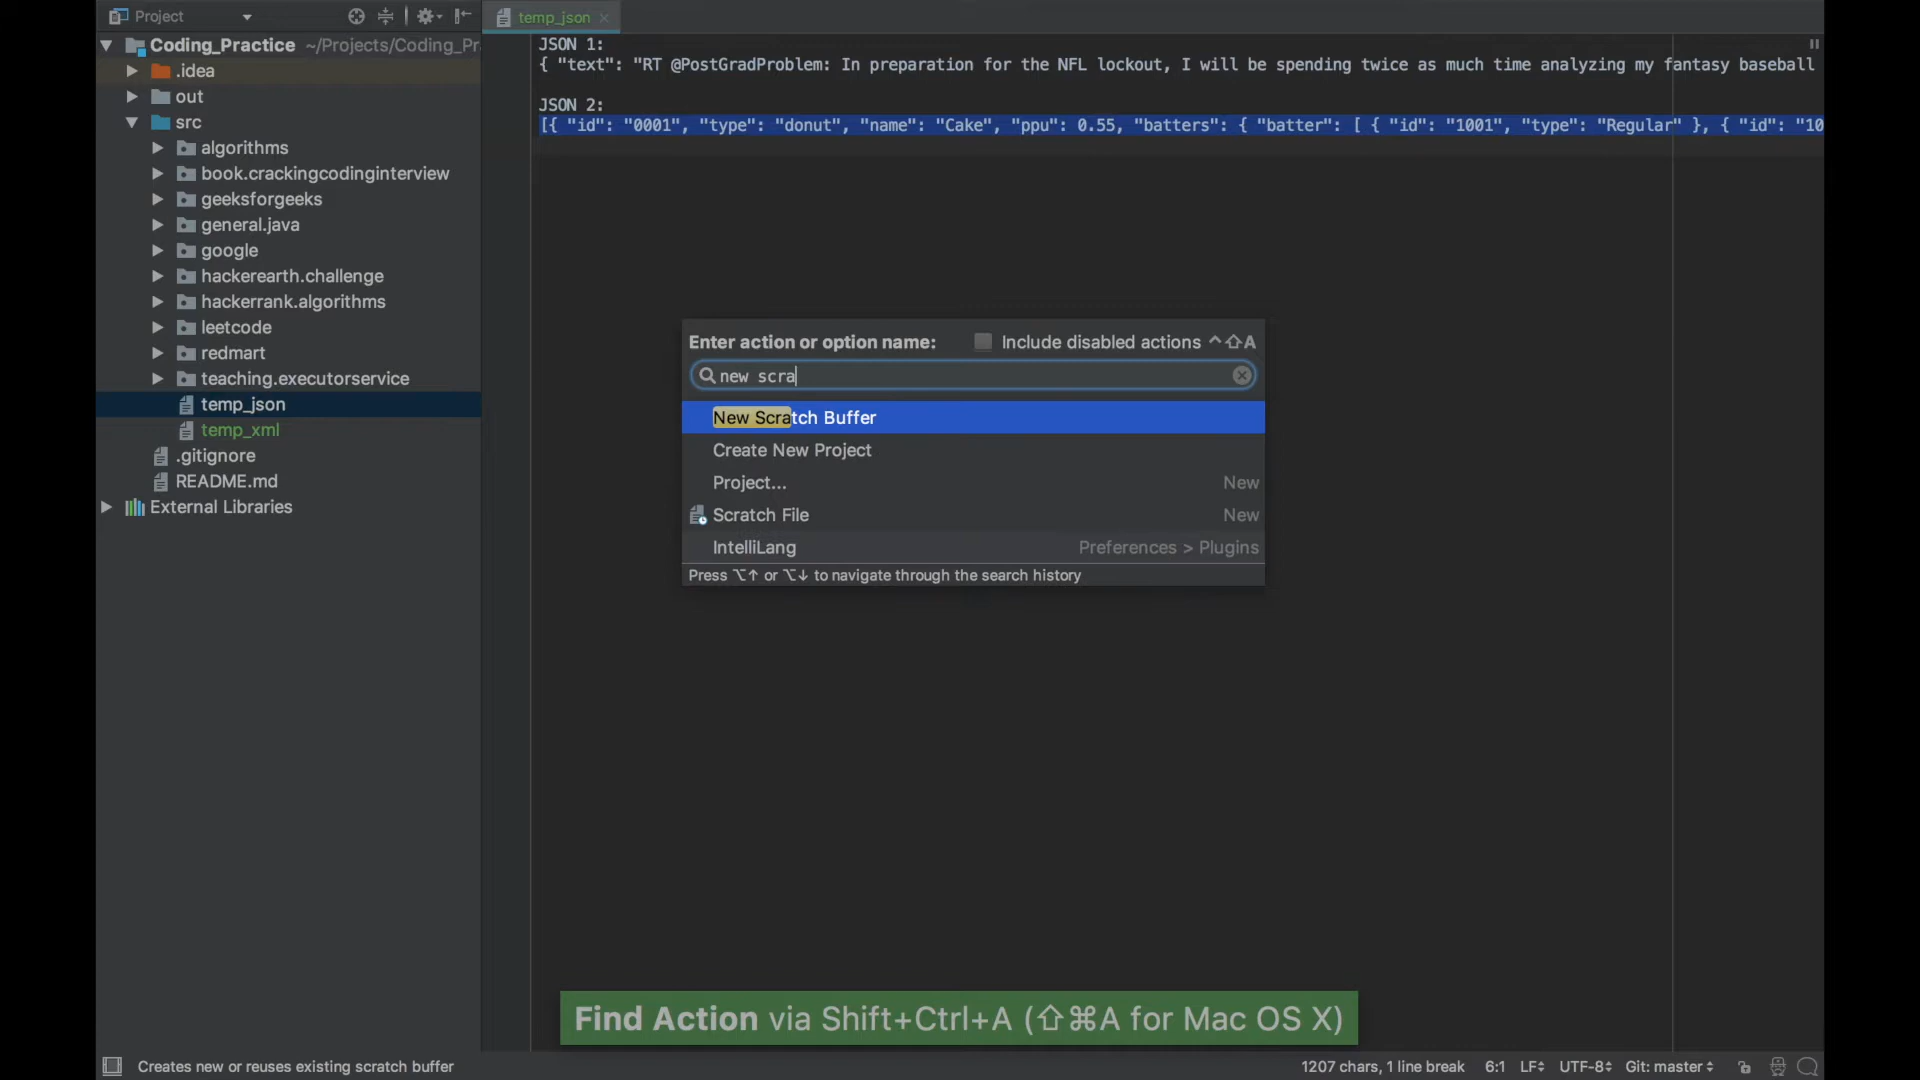 Project
temp_json
Coding_Practice ~/Projects/Coding_Pr
.idea
out
src
algorithms
book.crackingcodinginterview
geeksforgeeks
general.java
google
hackerearth.challenge
hackerrank.algorithms
leetcode
redmart
teaching.executorservice
temp_json
temp_xml
.gitignore
README.md
External Libraries
JSON 1:
{ "text": "RT @PostGradProblem: In preparation for the NFL lockout, I will be spending twice as much time analyzing my fantasy baseball
JSON 2:
[{ "id": "0001", "type": "donut", "name": "Cake", "ppu": 0.55, "batters": { "batter": [ { "id": "1001", "type": "Regular" }, { "id": "10
Enter action or option name: Include disabled actions ^⇧A
new scra
New Scratch Buffer
Create New Project
Project... New
Scratch File New
IntelliLang Preferences > Plugins
Press ⌥↑ or ⌥↓ to navigate through the search history
Find Action via Shift+Ctrl+A (⇧⌘A for Mac OS X)
Creates new or reuses existing scratch buffer 1207 chars, 1 line break 6:1 LF UTF-8 Git: master